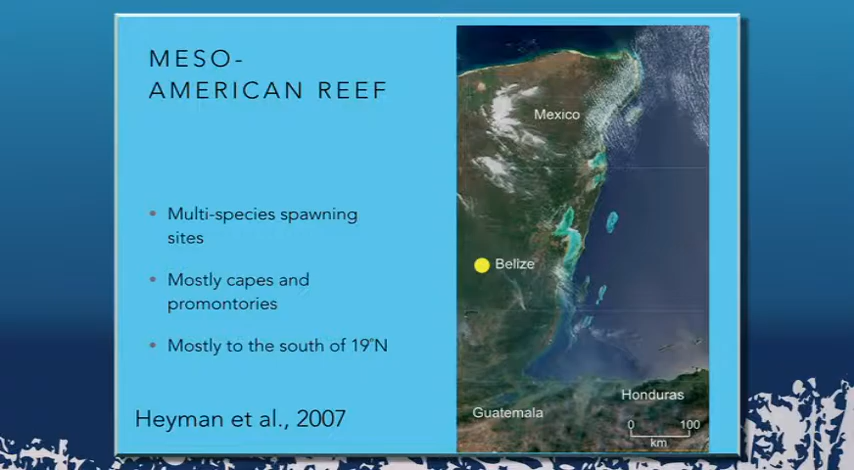 MESO-
AMERICAN REEF
• Multi-species spawning
sites
• Mostly capes and
promontories
• Mostly to the south of 19°N
Heyman et al., 2007
Mexico
Belize
Honduras
Guatemala
0 100
km